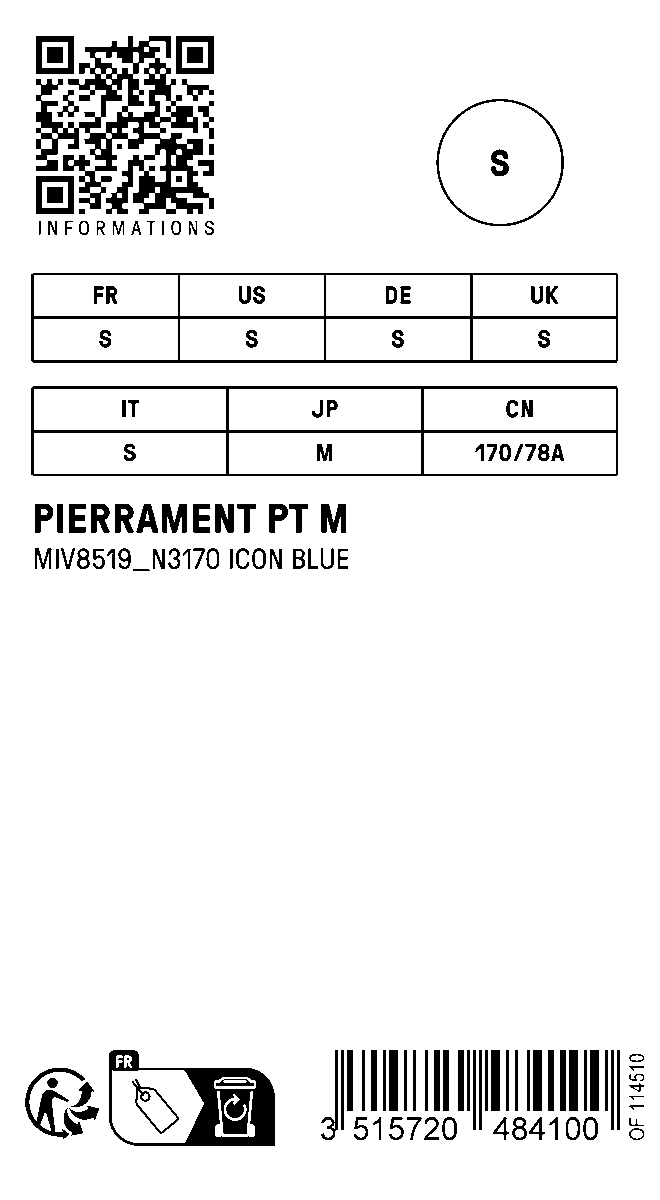 INFORMATIONS
S
FR US DE UK
S S S S
IT JP CN
S M 170/78A
PIERRAMENT PT M
MIV8519_N3170 ICON BLUE
FR
3 515720 484100
OF 114510